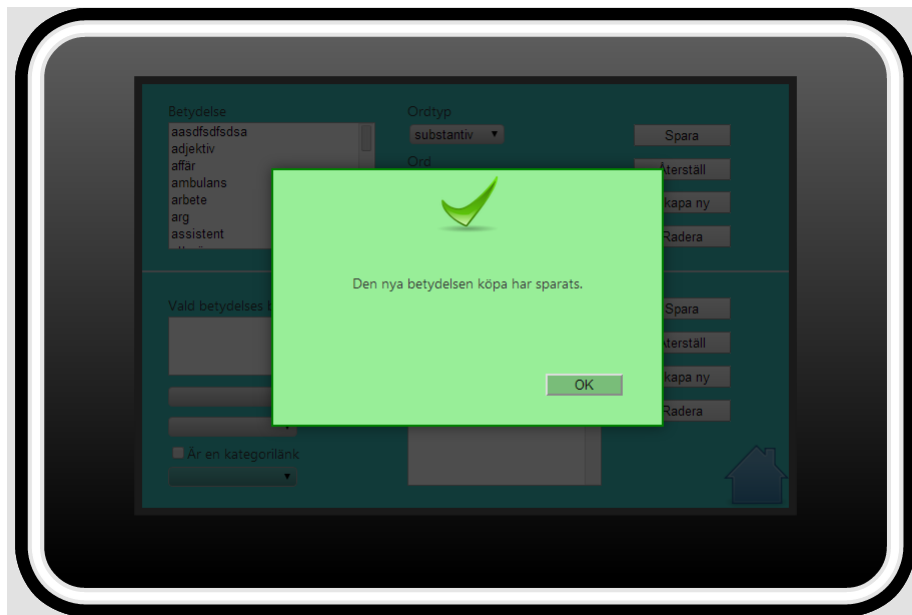 Betydelse
Ordtyp
aasdfsdfsdsa
adjektiv
affär
ambulans
arbete
arg
assistent
substantiv
Ord
Spara
Återställ
kapa ny
Radera
Den nya betydelsen köpa har sparats.
OK
Vald betydelses
Är en kategorilänk
Spara
Återställ
kapa ny
Radera